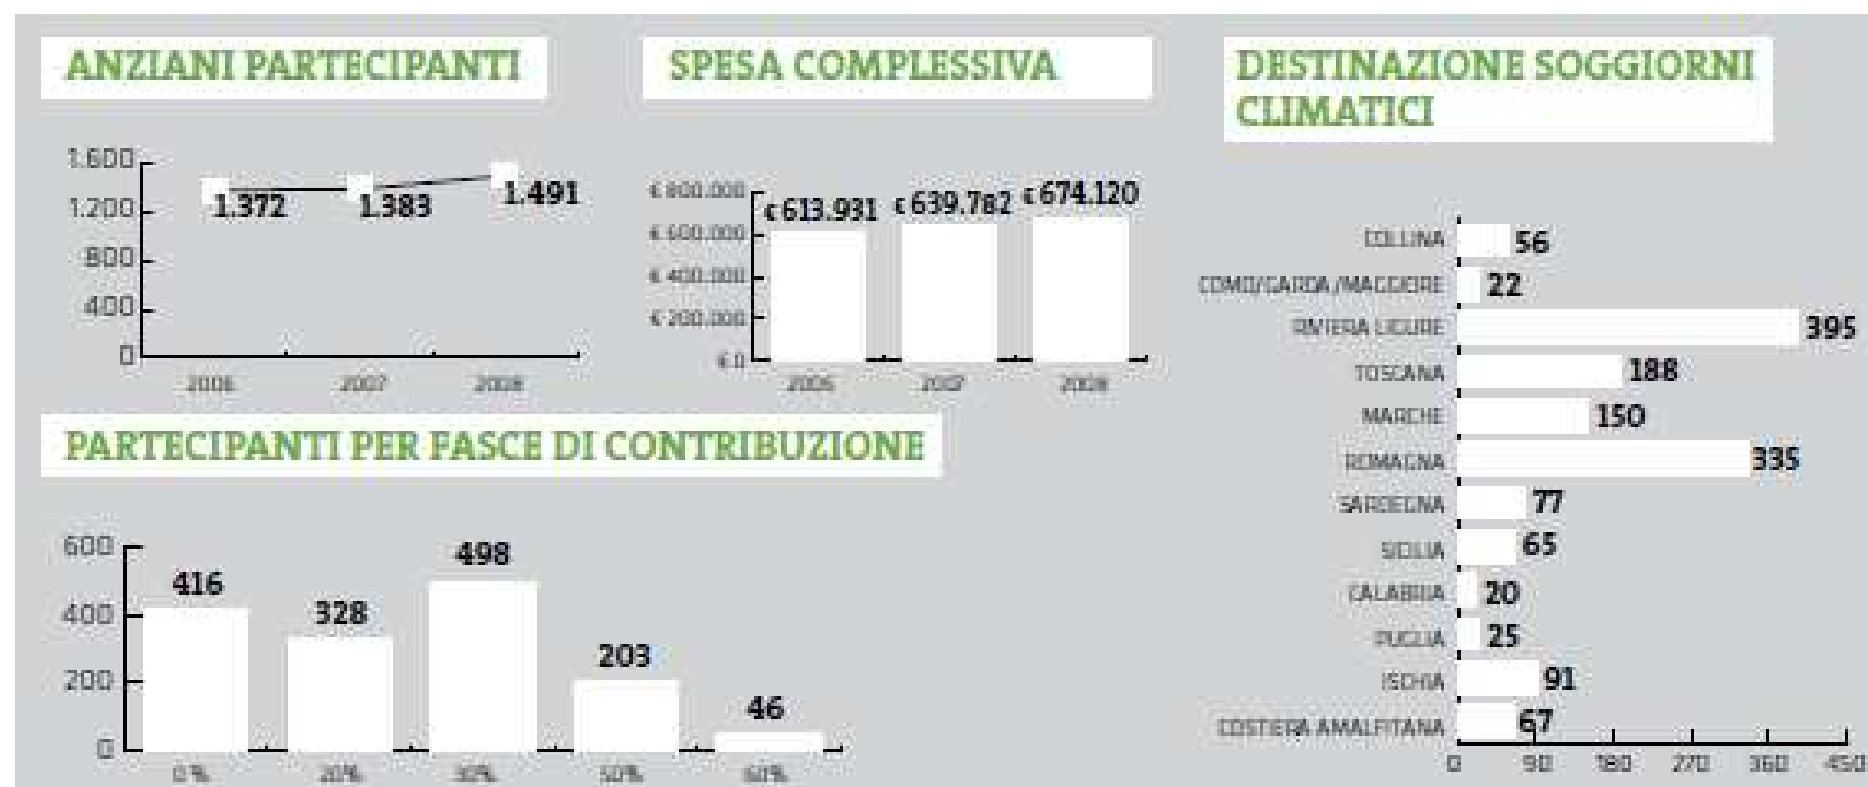 ANZIANI PARTECIPANTI
1.600
1.200
800
400
0
1.372
1.383
1.491
2006
2007
2008
SPESA COMPLESSIVA
€ 800.000
€ 600.000
€ 400.000
€ 200.000
€ 0
€ 613.931
€ 639.782
€ 674.120
2006
2007
2008
DESTINAZIONE SOGGIORNI
CLIMATICI
COLLINA 56
COMO/GARDA/MAGGIORE 22
RIVIERA LIGURE 395
TOSCANA 188
MARCHE 150
ROMAGNA 335
SARDEGNA 77
SICILIA 65
CALABRIA 20
PUGLIA 25
ISCHIA 91
COSTIERA AMALFITANA 67
0 90 180 270 360 450
PARTECIPANTI PER FASCE DI CONTRIBUZIONE
600
400
200
0
416
328
498
203
46
0%
20%
30%
50%
60%